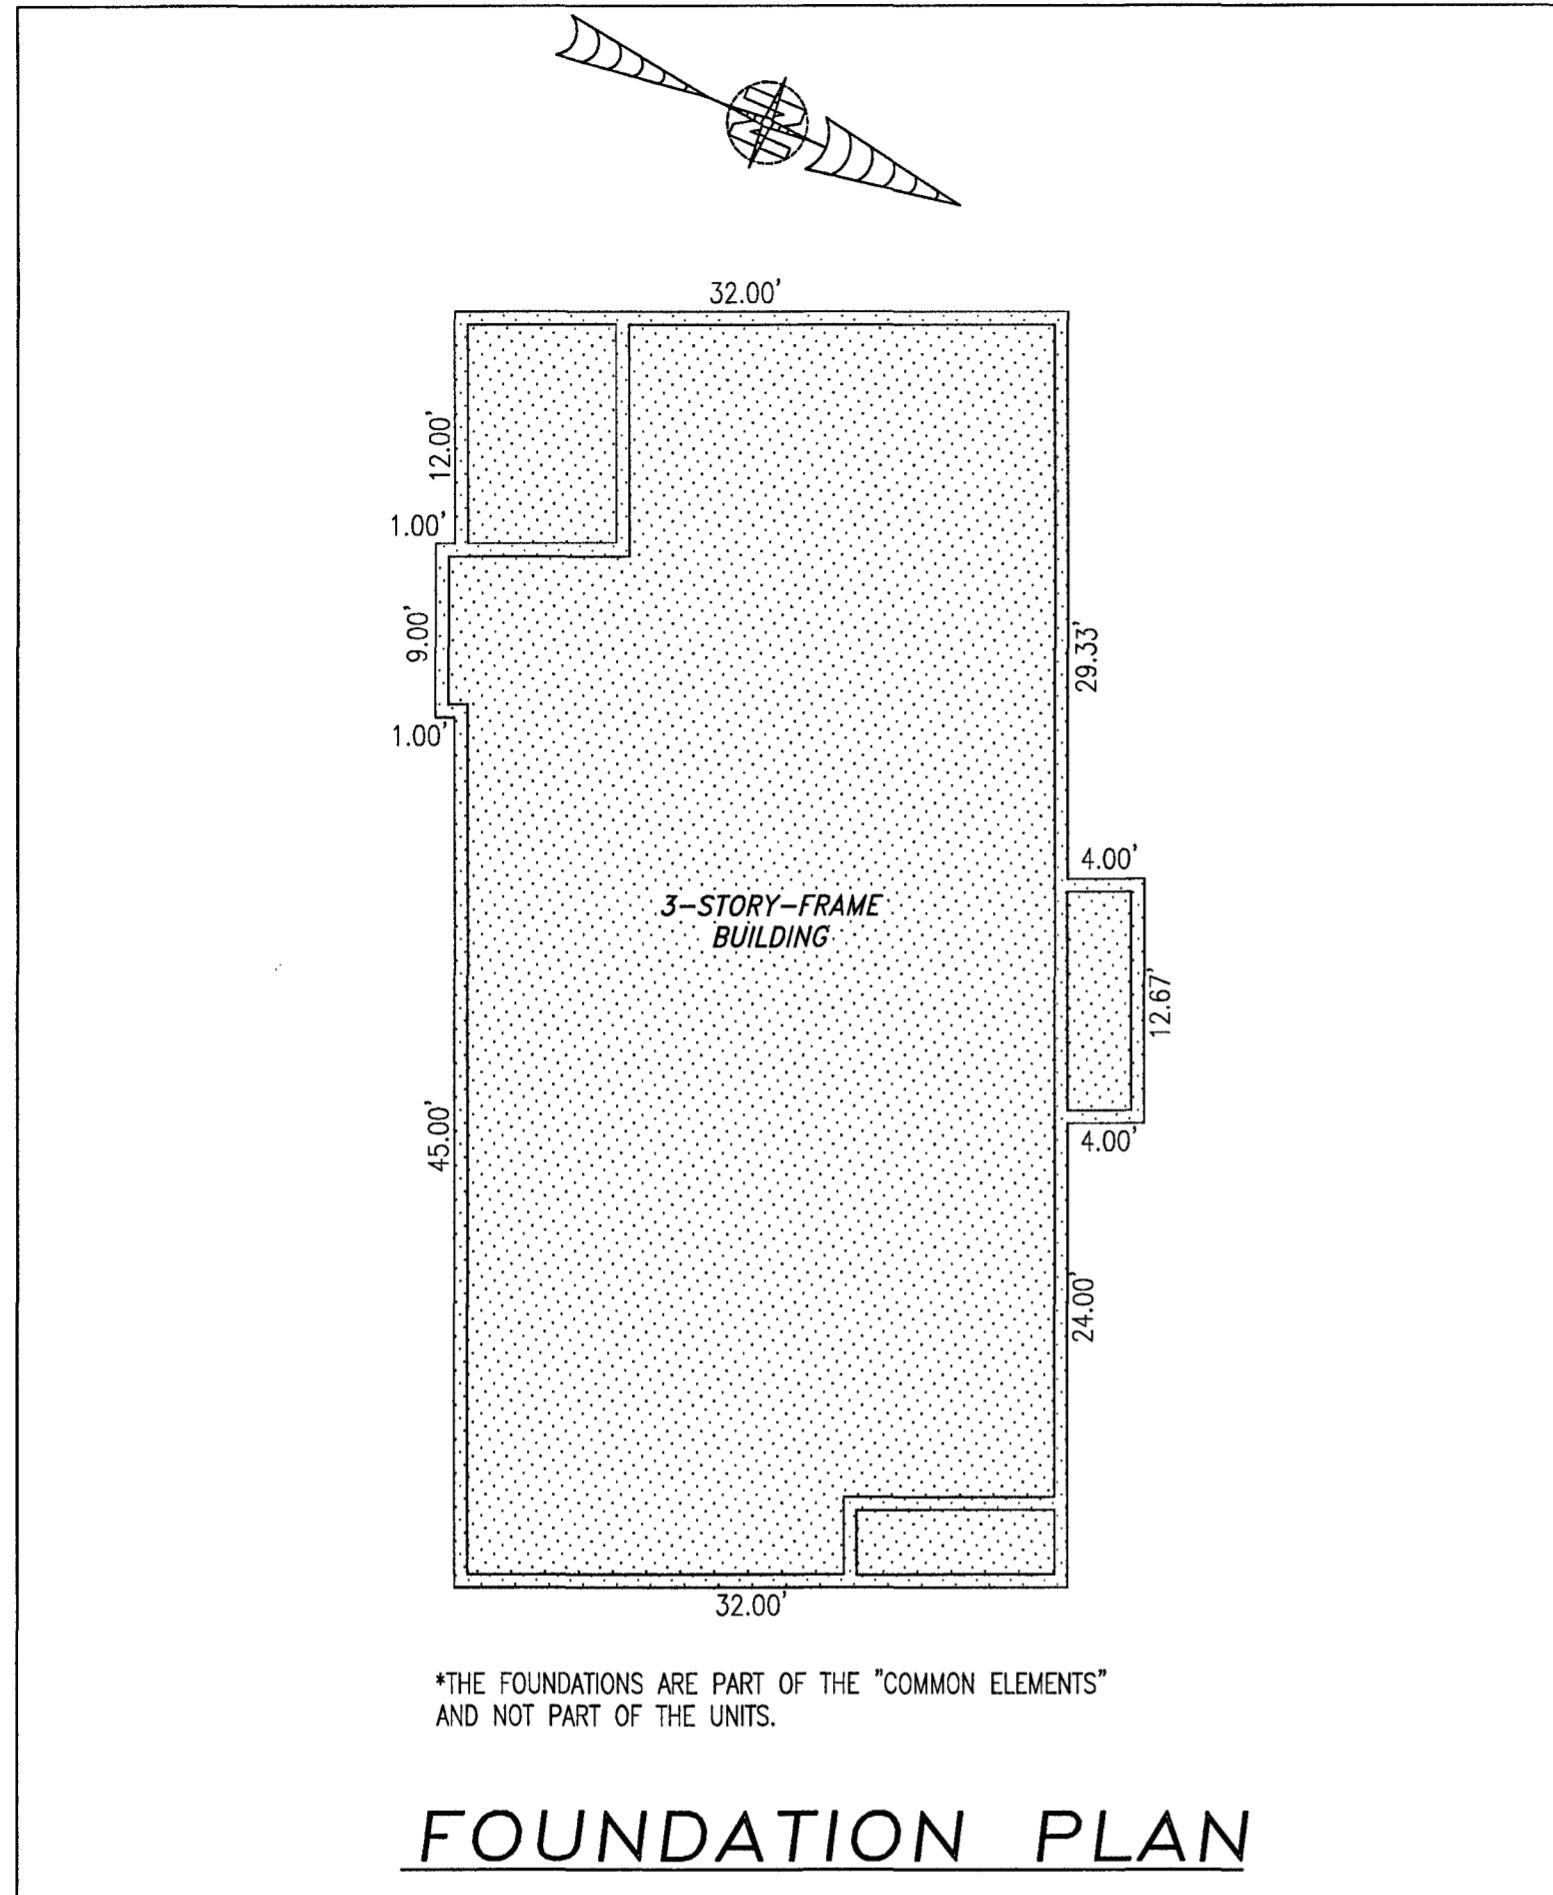 N
32.00'
12.00'
1.00'
9.00'
29.33'
1.00'
4.00'
3-STORY-FRAME
BUILDING
12.67'
45.00'
4.00'
24.00'
32.00'
*THE FOUNDATIONS ARE PART OF THE "COMMON ELEMENTS"
AND NOT PART OF THE UNITS.
FOUNDATION PLAN